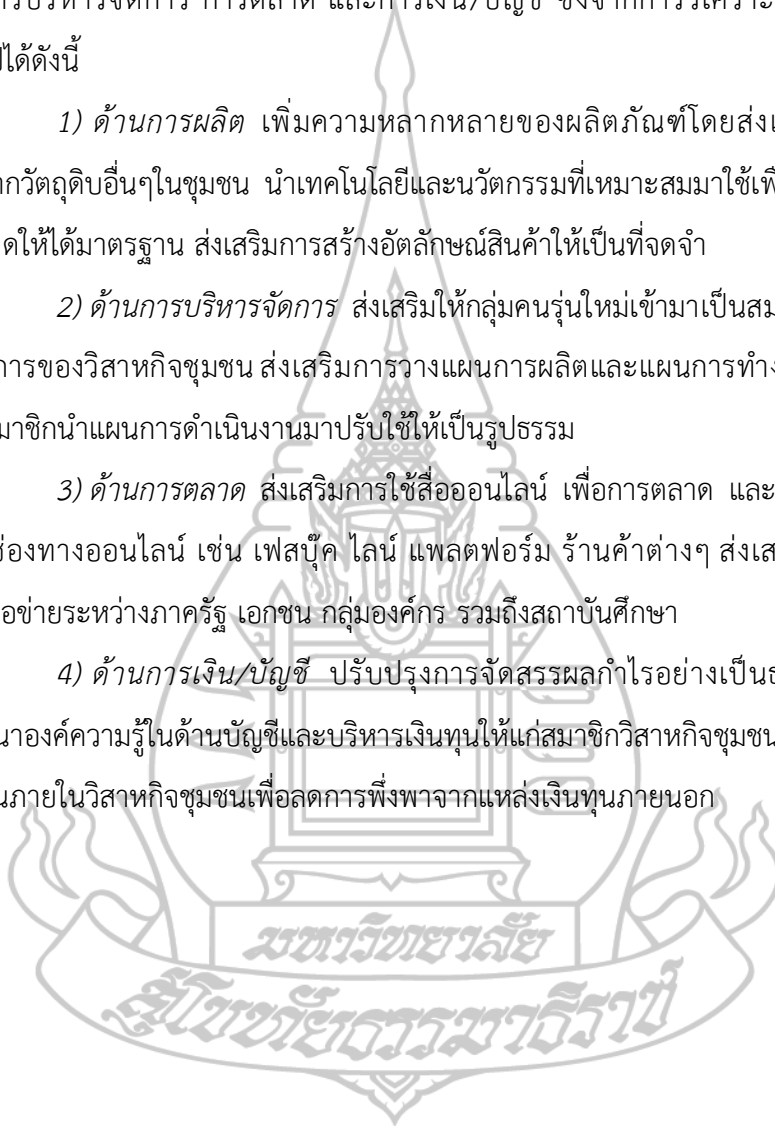 รบริหารจัดการ การตลาด และการเงิน/บัญชี ซึ่งจากการวิเคราะ
ปได้ดังนี้
1) ด้านการผลิต เพิ่มความหลากหลายของผลิตภัณฑ์โดยส่งเ
ากวัตถุดิบอื่นๆในชุมชน นำเทคโนโลยีและนวัตกรรมที่เหมาะสมมาใช้เพื
ดให้ได้มาตรฐาน ส่งเสริมการสร้างอัตลักษณ์สินค้าให้เป็นที่จดจำ
2) ด้านการบริหารจัดการ ส่งเสริมให้กลุ่มคนรุ่นใหม่เข้ามาเป็นสม
การของวิสาหกิจชุมชน ส่งเสริมการวางแผนการผลิตและแผนการทำง
มาชิกนำแผนการดำเนินงานมาปรับใช้ให้เป็นรูปธรรม
3) ด้านการตลาด ส่งเสริมการใช้สื่อออนไลน์ เพื่อการตลาด และ
ช่องทางออนไลน์ เช่น เฟสบุ๊ค ไลน์ แพลตฟอร์ม ร้านค้าต่างๆ ส่งเส
อข่ายระหว่างภาครัฐ เอกชน กลุ่มองค์กร รวมถึงสถาบันศึกษา
4) ด้านการเงิน/บัญชี ปรับปรุงการจัดสรรผลกำไรอย่างเป็นธ
นาองค์ความรู้ในด้านบัญชีและบริหารเงินทุนให้แก่สมาชิกวิสาหกิจชุมชน
นภายในวิสาหกิจชุมชนเพื่อลดการพึ่งพาจากแหล่งเงินทุนภายนอก
มหาวิทยาลัย
สุโขทัยธรรมาธิราช